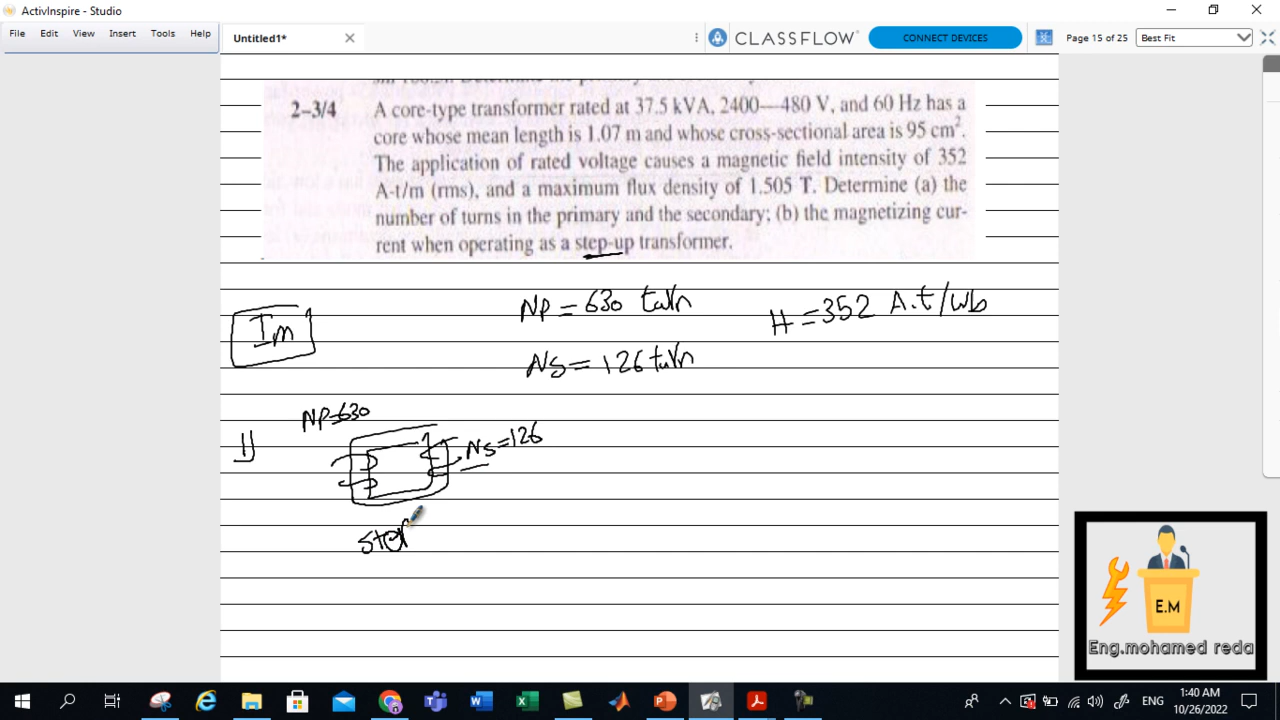 ActivInspire - Studio
File Edit View Insert Tools Help
Untitled1*
CLASSFLOW
CONNECT DEVICES
Page 15 of 25
Best Fit
2–3/4 A core-type transformer rated at 37.5 kVA, 2400—480 V, and 60 Hz has a
core whose mean length is 1.07 m and whose cross-sectional area is 95 cm².
The application of rated voltage causes a magnetic field intensity of 352
A-t/m (rms), and a maximum flux density of 1.505 T. Determine (a) the
number of turns in the primary and the secondary; (b) the magnetizing cur-
rent when operating as a step-up transformer.
Im
NP = 630 turn
H = 352 A.t/wb
NS = 126 turn
1)
NP=630
NS=126
step
E.M
Eng.mohamed reda
ENG
1:40 AM
10/26/2022